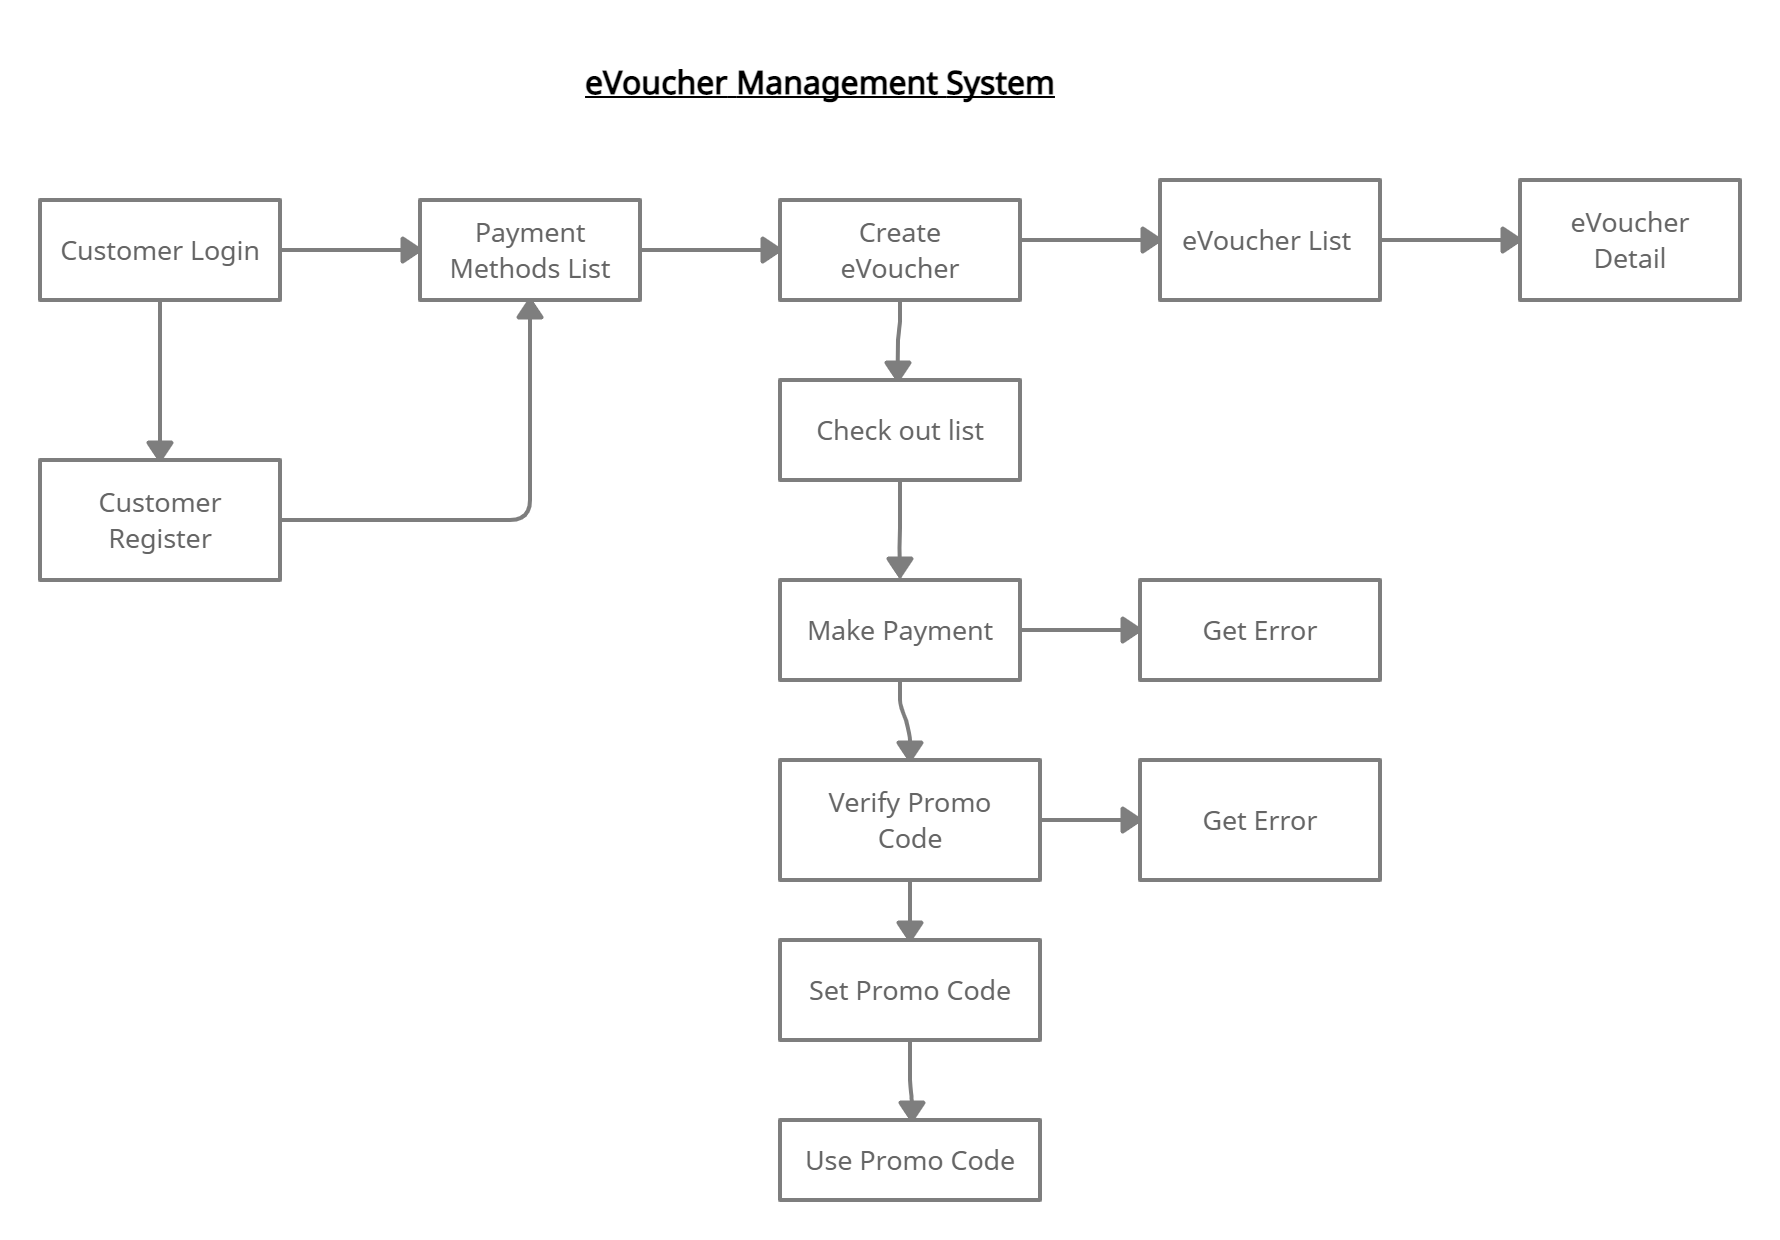 eVoucher Management System
Customer Login
Payment
Methods List
Create
eVoucher
eVoucher List
eVoucher
Detail
Check out list
Customer
Register
Make Payment
Get Error
Verify Promo
Code
Get Error
Set Promo Code
Use Promo Code